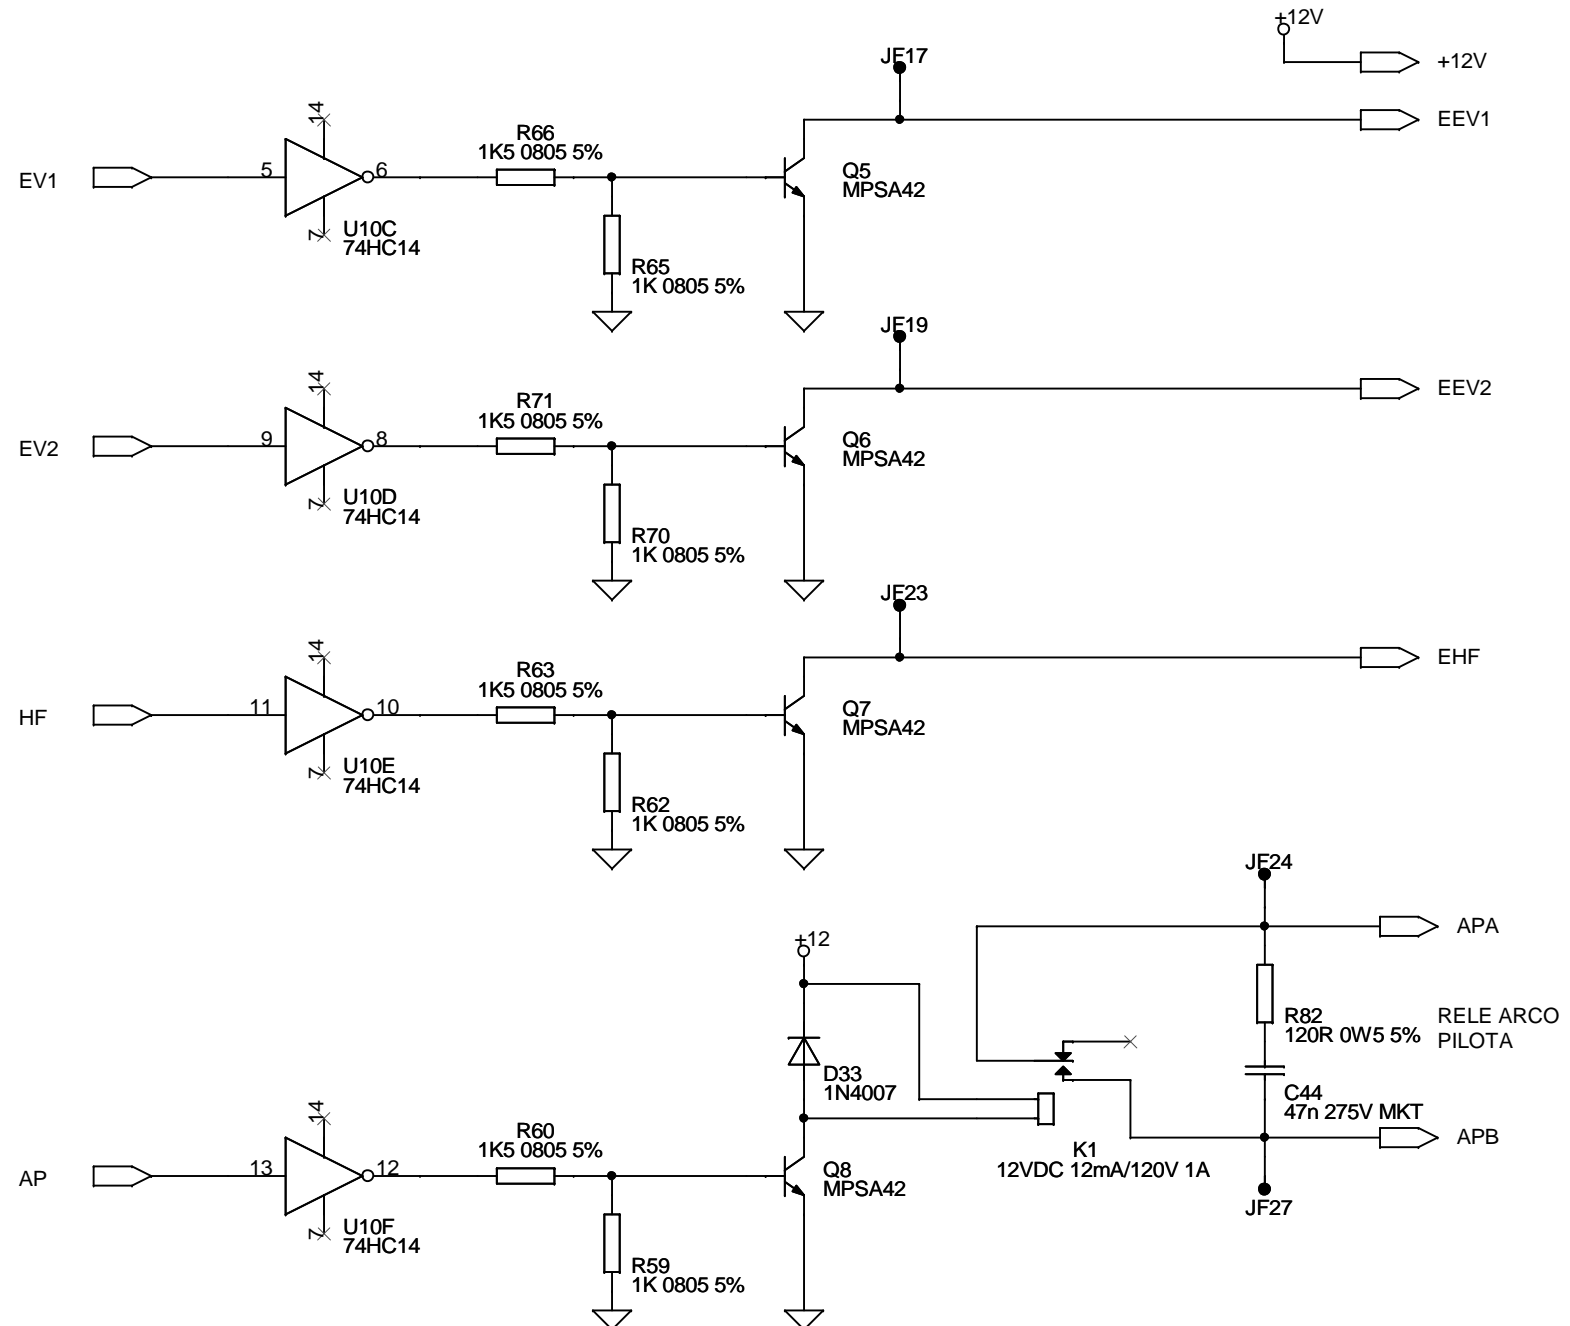 +12V
+12V
JF17
EEV1
14
R66
1K5 0805 5%
EV1
5
6
Q5
MPSA42
7
U10C
74HC14
R65
1K 0805 5%
JF19
14
R71
1K5 0805 5%
EEV2
EV2
9
8
Q6
MPSA42
7
U10D
74HC14
R70
1K 0805 5%
JF23
14
R63
1K5 0805 5%
EHF
HF
11
10
Q7
MPSA42
7
U10E
74HC14
R62
1K 0805 5%
JF24
APA
+12
R82
120R 0W5 5%
RELE ARCO
PILOTA
D33
1N4007
C44
47n 275V MKT
14
R60
1K5 0805 5%
APB
K1
12VDC 12mA/120V 1A
AP
13
12
Q8
MPSA42
JF27
7
U10F
74HC14
R59
1K 0805 5%